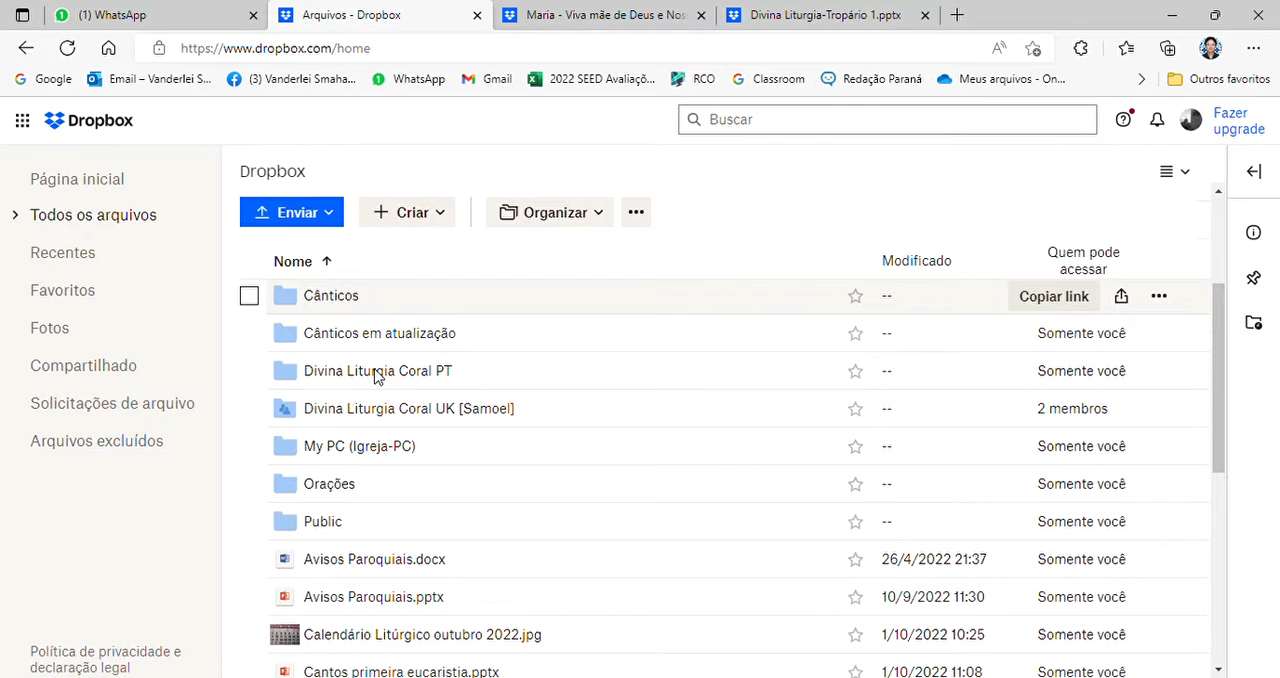 (1) WhatsApp
Arquivos - Dropbox
Maria - Viva mãe de Deus e Nos
Divina Liturgia-Tropário 1.pptx
https://www.dropbox.com/home
Google
Email – Vanderlei S...
(3) Vanderlei Smaha...
WhatsApp
Gmail
2022 SEED Avaliaçõ...
RCO
Classroom
Redação Paraná
Meus arquivos - On...
Outros favoritos
Dropbox
Buscar
Fazer
upgrade
Página inicial
Todos os arquivos
Recentes
Favoritos
Fotos
Compartilhado
Solicitações de arquivo
Arquivos excluídos
Política de privacidade e
declaração legal
Dropbox
Enviar
Criar
Organizar
Nome
Modificado
Quem pode
acessar
Cânticos -- Copiar link
Cânticos em atualização -- Somente você
Divina Liturgia Coral PT -- Somente você
Divina Liturgia Coral UK [Samoel] -- 2 membros
My PC (Igreja-PC) -- Somente você
Orações -- Somente você
Public -- Somente você
Avisos Paroquiais.docx 26/4/2022 21:37 Somente você
Avisos Paroquiais.pptx 10/9/2022 11:30 Somente você
Calendário Litúrgico outubro 2022.jpg 1/10/2022 10:25 Somente você
Cantos primeira eucaristia.pptx 1/10/2022 11:08 Somente você